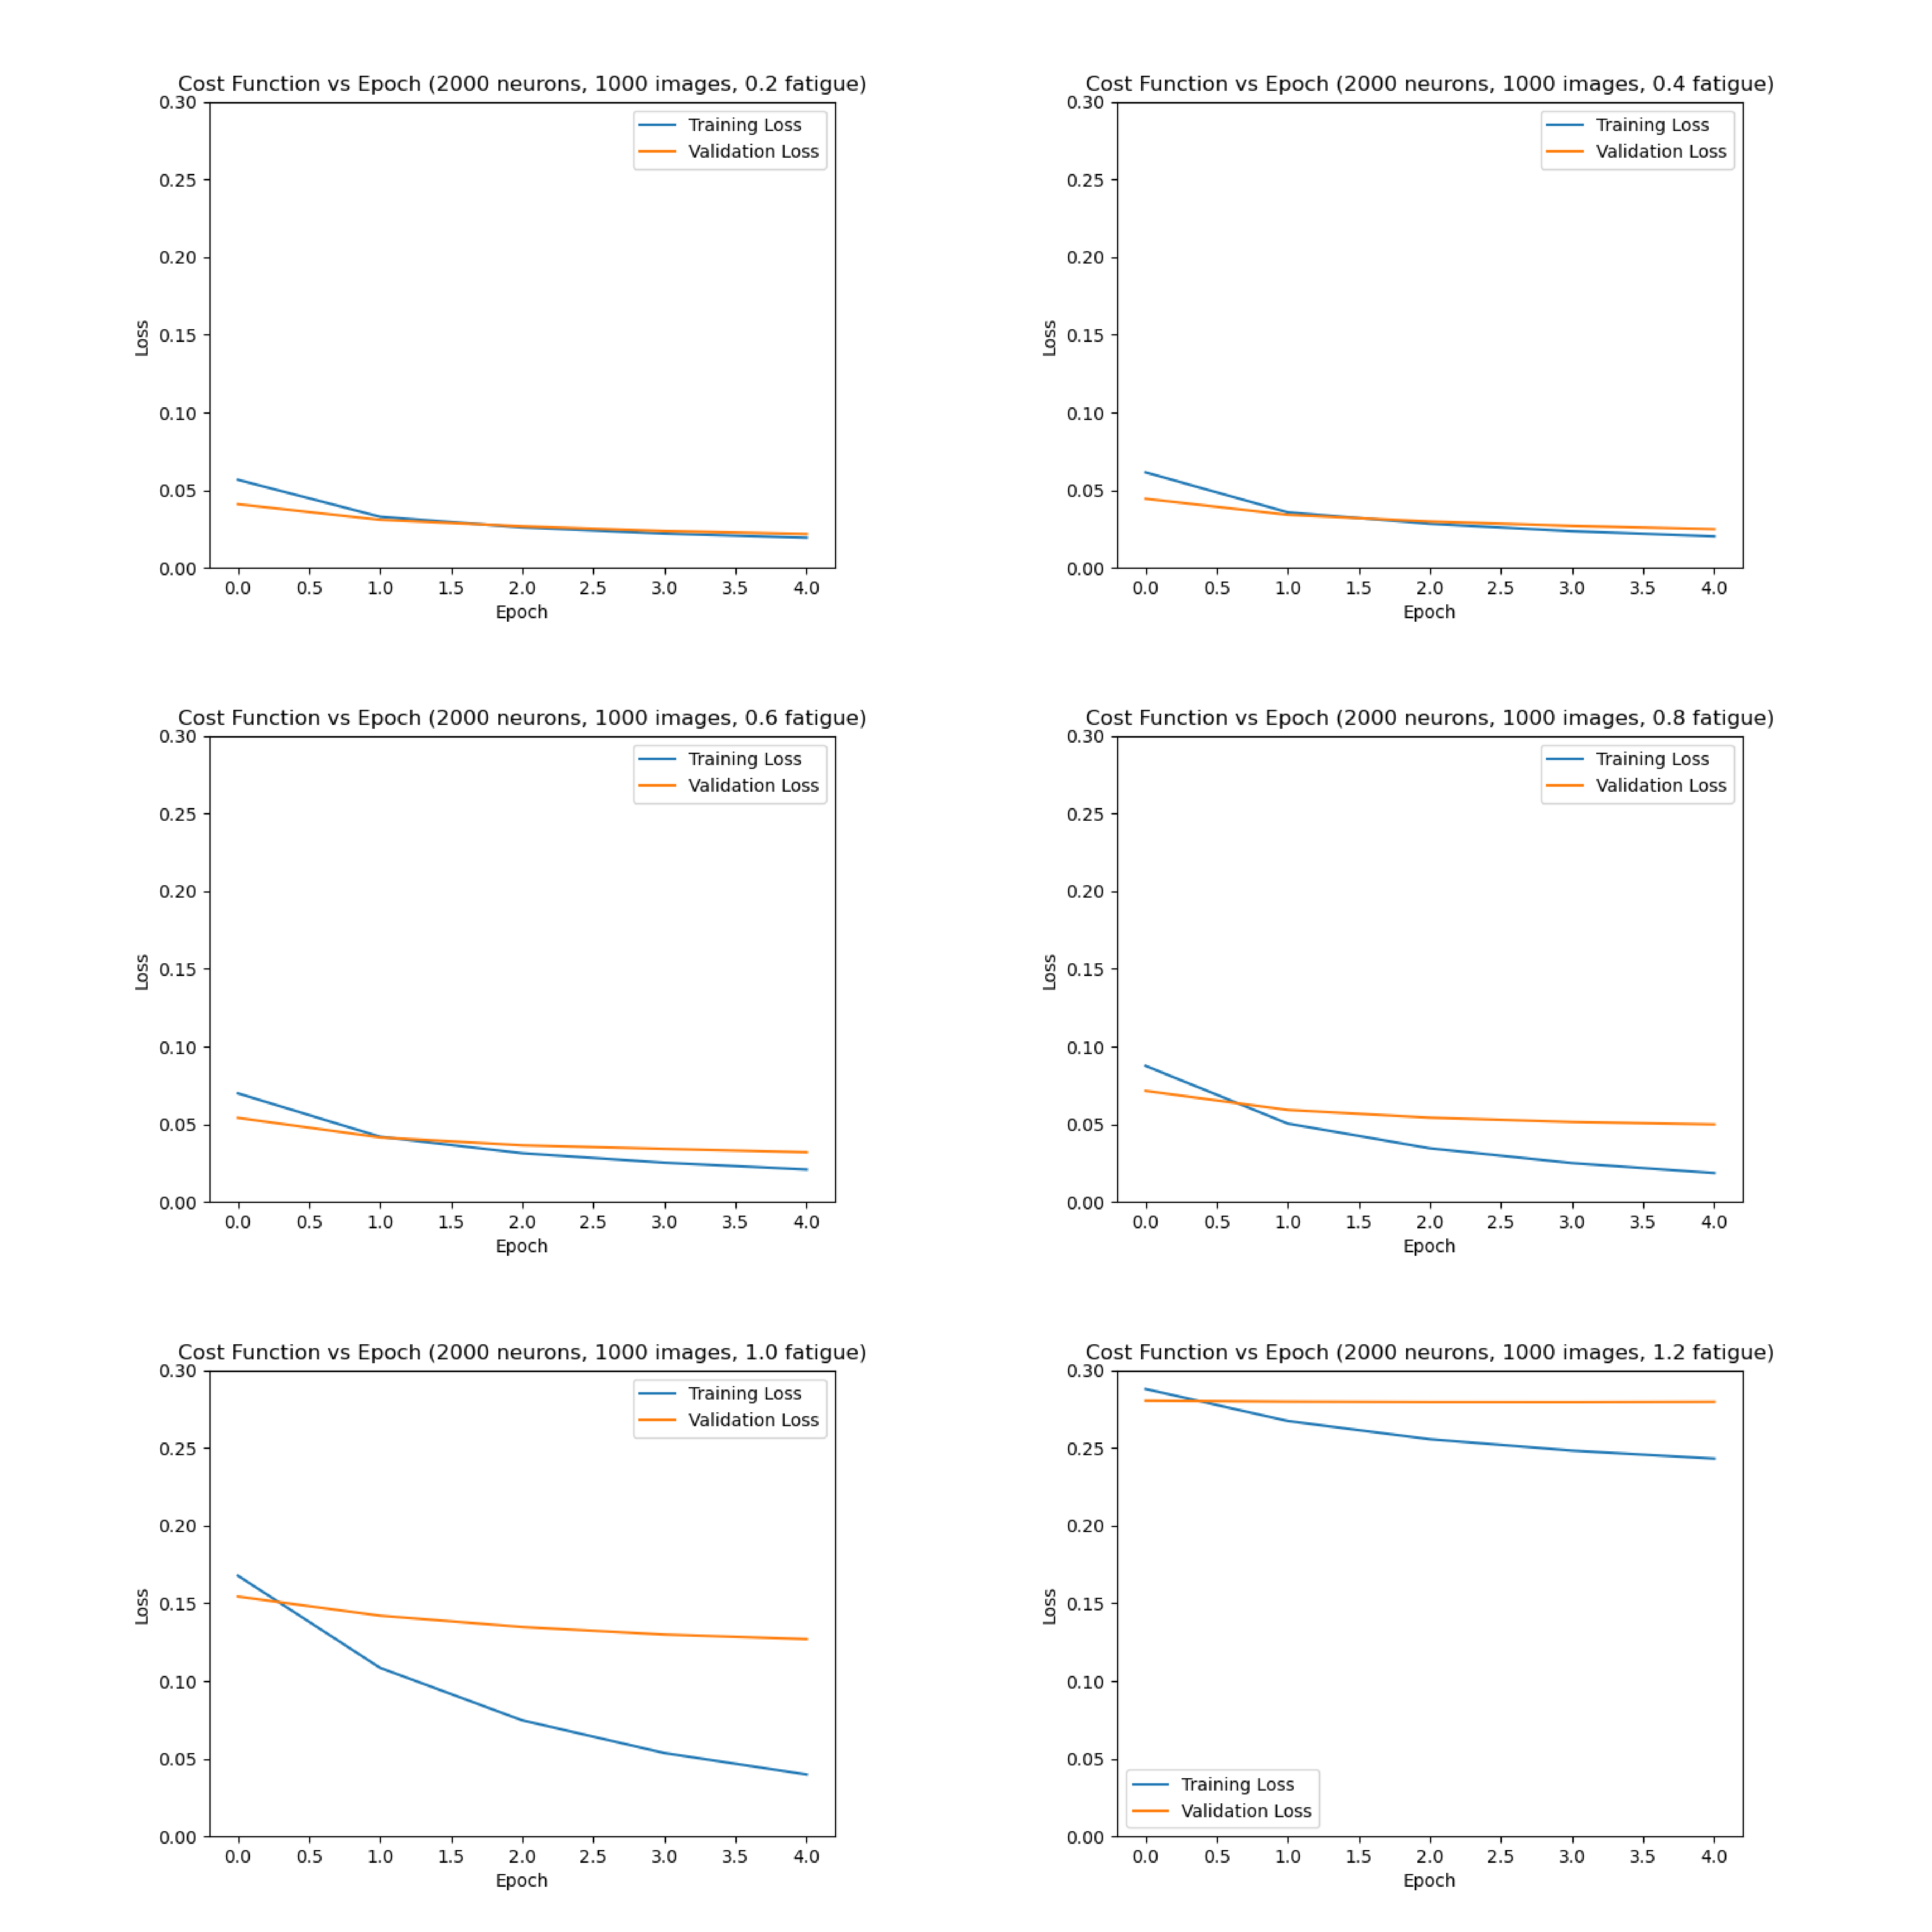 Cost Function vs Epoch (2000 neurons, 1000 images, 0.2 fatigue)
0.30
0.25
0.20
0.15
0.10
0.05
0.00
Loss
Training Loss
Validation Loss
0.0 0.5 1.0 1.5 2.0 2.5 3.0 3.5 4.0
Epoch
Cost Function vs Epoch (2000 neurons, 1000 images, 0.4 fatigue)
0.30
0.25
0.20
0.15
0.10
0.05
0.00
Loss
Training Loss
Validation Loss
0.0 0.5 1.0 1.5 2.0 2.5 3.0 3.5 4.0
Epoch
Cost Function vs Epoch (2000 neurons, 1000 images, 0.6 fatigue)
0.30
0.25
0.20
0.15
0.10
0.05
0.00
Loss
Training Loss
Validation Loss
0.0 0.5 1.0 1.5 2.0 2.5 3.0 3.5 4.0
Epoch
Cost Function vs Epoch (2000 neurons, 1000 images, 0.8 fatigue)
0.30
0.25
0.20
0.15
0.10
0.05
0.00
Loss
Training Loss
Validation Loss
0.0 0.5 1.0 1.5 2.0 2.5 3.0 3.5 4.0
Epoch
Cost Function vs Epoch (2000 neurons, 1000 images, 1.0 fatigue)
0.30
0.25
0.20
0.15
0.10
0.05
0.00
Loss
Training Loss
Validation Loss
0.0 0.5 1.0 1.5 2.0 2.5 3.0 3.5 4.0
Epoch
Cost Function vs Epoch (2000 neurons, 1000 images, 1.2 fatigue)
0.30
0.25
0.20
0.15
0.10
0.05
0.00
Loss
Training Loss
Validation Loss
0.0 0.5 1.0 1.5 2.0 2.5 3.0 3.5 4.0
Epoch